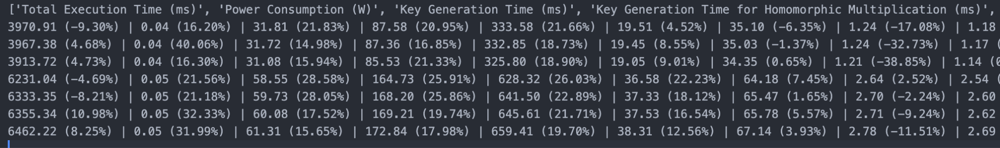 ['Total Execution Time (ms)', 'Power Consumption (W)', 'Key Generation Time (ms)', 'Key Generation Time for Homomorphic Multiplication (ms)',
3970.91 (-9.30%) | 0.04 (16.20%) | 31.81 (21.83%) | 87.58 (20.95%) | 333.58 (21.66%) | 19.51 (4.52%) | 35.10 (-6.35%) | 1.24 (-17.08%) | 1.18
3967.38 (4.68%) | 0.04 (40.06%) | 31.72 (14.98%) | 87.36 (16.85%) | 332.85 (18.73%) | 19.45 (8.55%) | 35.03 (-1.37%) | 1.24 (-32.73%) | 1.17 (
3913.72 (4.73%) | 0.04 (16.30%) | 31.08 (15.94%) | 85.53 (21.33%) | 325.80 (18.90%) | 19.05 (9.01%) | 34.35 (0.65%) | 1.21 (-38.85%) | 1.14 (
6231.04 (-4.69%) | 0.05 (21.56%) | 58.55 (28.58%) | 164.73 (25.91%) | 628.32 (26.03%) | 36.58 (22.23%) | 64.18 (7.45%) | 2.64 (2.52%) | 2.54 (
6333.35 (-8.21%) | 0.05 (21.18%) | 59.73 (28.05%) | 168.20 (25.86%) | 641.50 (22.89%) | 37.33 (18.12%) | 65.47 (1.65%) | 2.70 (-2.24%) | 2.60
6355.34 (10.98%) | 0.05 (32.33%) | 60.08 (17.52%) | 169.21 (19.74%) | 645.61 (21.71%) | 37.53 (16.54%) | 65.78 (5.57%) | 2.71 (-9.24%) | 2.62
6462.22 (8.25%) | 0.05 (31.99%) | 61.31 (15.65%) | 172.84 (17.98%) | 659.41 (19.70%) | 38.31 (12.56%) | 67.14 (3.93%) | 2.78 (-11.51%) | 2.69